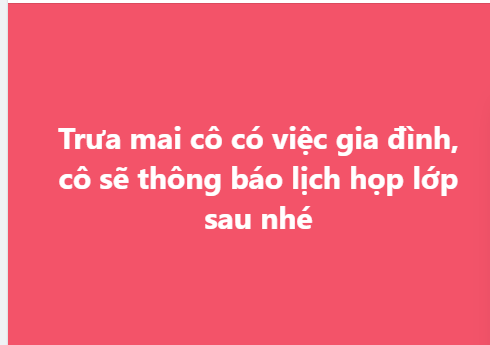 Trưa mai cô có việc gia đình,
cô sẽ thông báo lịch họp lớp
sau nhé